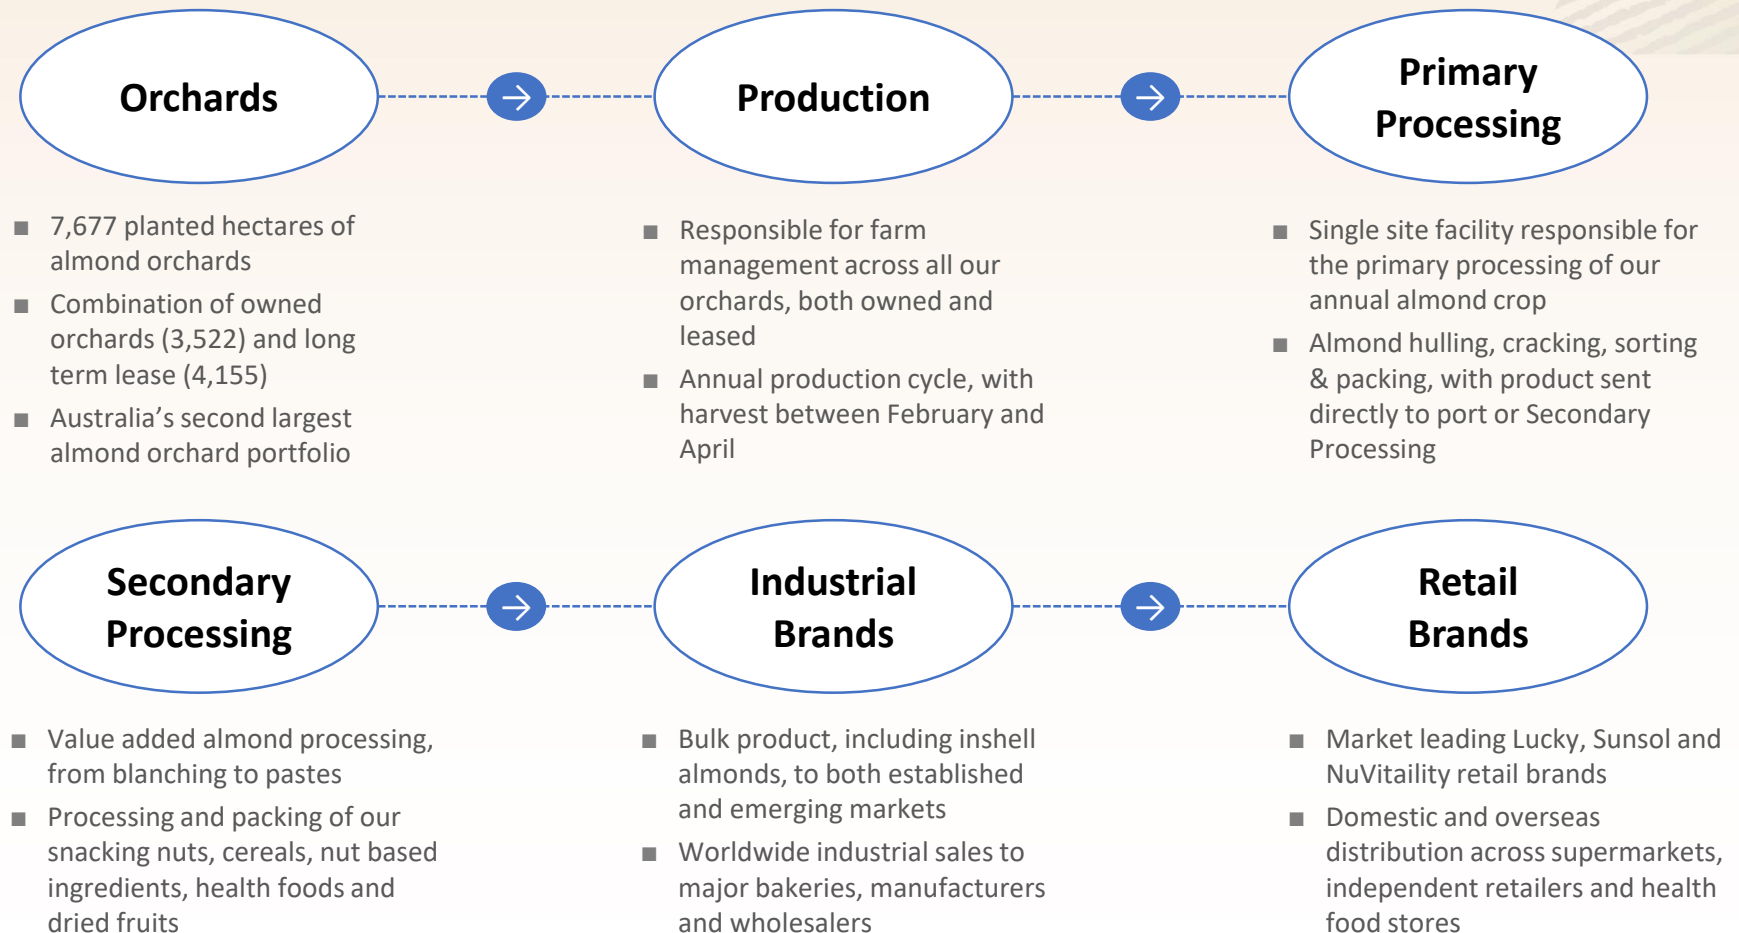 Orchards
Production
Primary
Processing
■ 7,677 planted hectares of
almond orchards
■ Combination of owned
orchards (3,522) and long
term lease (4,155)
■ Australia’s second largest
almond orchard portfolio
■ Responsible for farm
management across all our
orchards, both owned and
leased
■ Annual production cycle, with
harvest between February and
April
■ Single site facility responsible for
the primary processing of our
annual almond crop
■ Almond hulling, cracking, sorting
& packing, with product sent
directly to port or Secondary
Processing
Secondary
Processing
Industrial
Brands
Retail
Brands
■ Value added almond processing,
from blanching to pastes
■ Processing and packing of our
snacking nuts, cereals, nut based
ingredients, health foods and
dried fruits
■ Bulk product, including inshell
almonds, to both established
and emerging markets
■ Worldwide industrial sales to
major bakeries, manufacturers
and wholesalers
■ Market leading Lucky, Sunsol and
NuVitaility retail brands
■ Domestic and overseas
distribution across supermarkets,
independent retailers and health
food stores